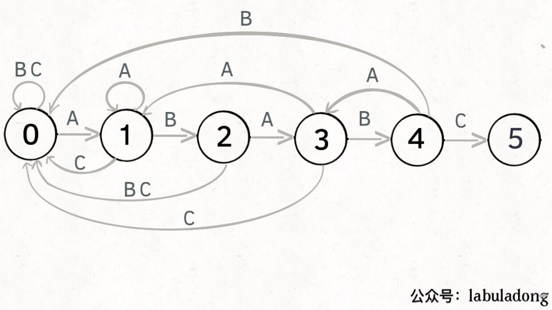 B
BC A A A
0 A 1 B 2 A 3 B 4 C 5
C
BC
C
公众号：labuladong